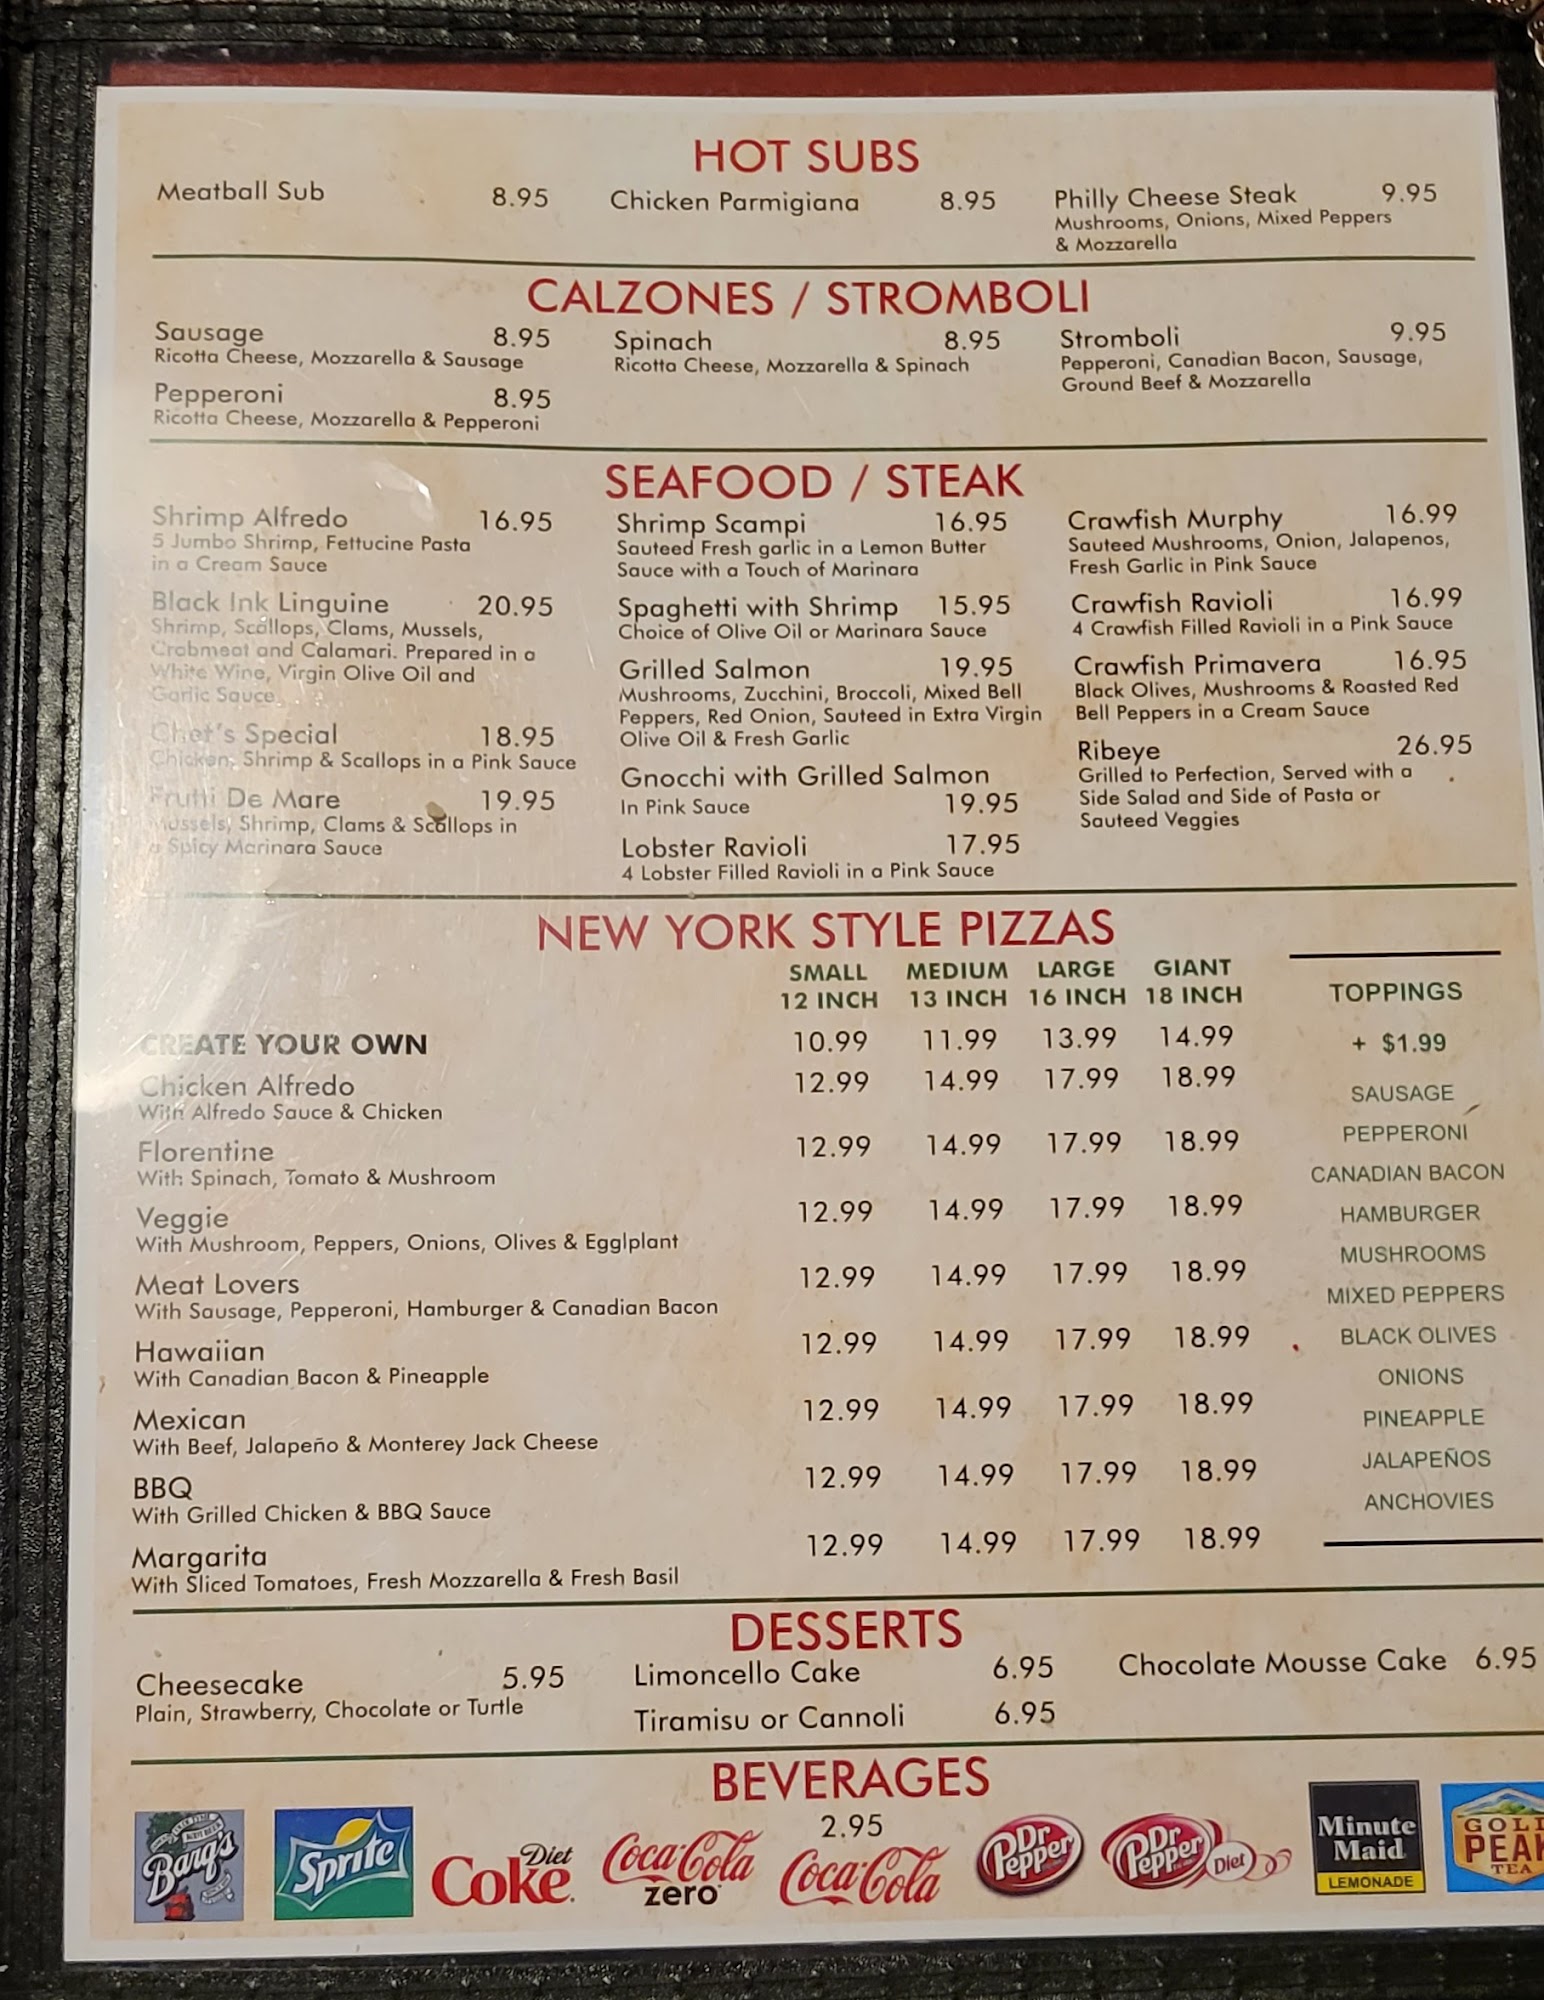 HOT SUBS
Meatball Sub 8.95
Chicken Parmigiana 8.95
Philly Cheese Steak 9.95
Mushrooms, Onions, Mixed Peppers
& Mozzarella
CALZONES / STROMBOLI
Sausage 8.95
Ricotta Cheese, Mozzarella & Sausage
Pepperoni 8.95
Ricotta Cheese, Mozzarella & Pepperoni
Spinach 8.95
Ricotta Cheese, Mozzarella & Spinach
Stromboli 9.95
Pepperoni, Canadian Bacon, Sausage,
Ground Beef & Mozzarella
SEAFOOD / STEAK
Shrimp Alfredo 16.95
5 Jumbo Shrimp, Fettucine Pasta
in a Cream Sauce
Black Ink Linguine 20.95
Shrimp, Scallops, Clams, Mussels,
Crabmeat and Calamari. Prepared in a
White Wine, Virgin Olive Oil and
Garlic Sauce
Chef's Special 18.95
Chicken, Shrimp & Scallops in a Pink Sauce
Frutti De Mare 19.95
Mussels, Shrimp, Clams & Scallops in
a Spicy Marinara Sauce
Shrimp Scampi 16.95
Sauteed Fresh garlic in a Lemon Butter
Sauce with a Touch of Marinara
Spaghetti with Shrimp 15.95
Choice of Olive Oil or Marinara Sauce
Grilled Salmon 19.95
Mushrooms, Zucchini, Broccoli, Mixed Bell
Peppers, Red Onion, Sauteed in Extra Virgin
Olive Oil & Fresh Garlic
Gnocchi with Grilled Salmon
In Pink Sauce 19.95
Lobster Ravioli 17.95
4 Lobster Filled Ravioli in a Pink Sauce
Crawfish Murphy 16.99
Sauteed Mushrooms, Onion, Jalapenos,
Fresh Garlic in Pink Sauce
Crawfish Ravioli 16.99
4 Crawfish Filled Ravioli in a Pink Sauce
Crawfish Primavera 16.95
Black Olives, Mushrooms & Roasted Red
Bell Peppers in a Cream Sauce
Ribeye 26.95
Grilled to Perfection, Served with a
Side Salad and Side of Pasta or
Sauteed Veggies
NEW YORK STYLE PIZZAS
SMALL MEDIUM LARGE GIANT
12 INCH 13 INCH 16 INCH 18 INCH
CREATE YOUR OWN 10.99 11.99 13.99 14.99
Chicken Alfredo 12.99 14.99 17.99 18.99
With Alfredo Sauce & Chicken
Florentine 12.99 14.99 17.99 18.99
With Spinach, Tomato & Mushroom
Veggie 12.99 14.99 17.99 18.99
With Mushroom, Peppers, Onions, Olives & Egglplant
Meat Lovers 12.99 14.99 17.99 18.99
With Sausage, Pepperoni, Hamburger & Canadian Bacon
Hawaiian 12.99 14.99 17.99 18.99
With Canadian Bacon & Pineapple
Mexican 12.99 14.99 17.99 18.99
With Beef, Jalapeño & Monterey Jack Cheese
BBQ 12.99 14.99 17.99 18.99
With Grilled Chicken & BBQ Sauce
Margarita 12.99 14.99 17.99 18.99
With Sliced Tomatoes, Fresh Mozzarella & Fresh Basil
TOPPINGS
+ $1.99
SAUSAGE
PEPPERONI
CANADIAN BACON
HAMBURGER
MUSHROOMS
MIXED PEPPERS
BLACK OLIVES
ONIONS
PINEAPPLE
JALAPEÑOS
ANCHOVIES
DESSERTS
Cheesecake 5.95
Plain, Strawberry, Chocolate or Turtle
Limoncello Cake 6.95
Tiramisu or Cannoli 6.95
Chocolate Mousse Cake 6.95
BEVERAGES
2.95
Barq's
Sprite
Diet
Coke
Coca-Cola
zero
Coca-Cola
Dr
Pepper
Dr
Pepper
Diet
Minute
Maid
LEMONADE
GOLD
PEAK
TEA